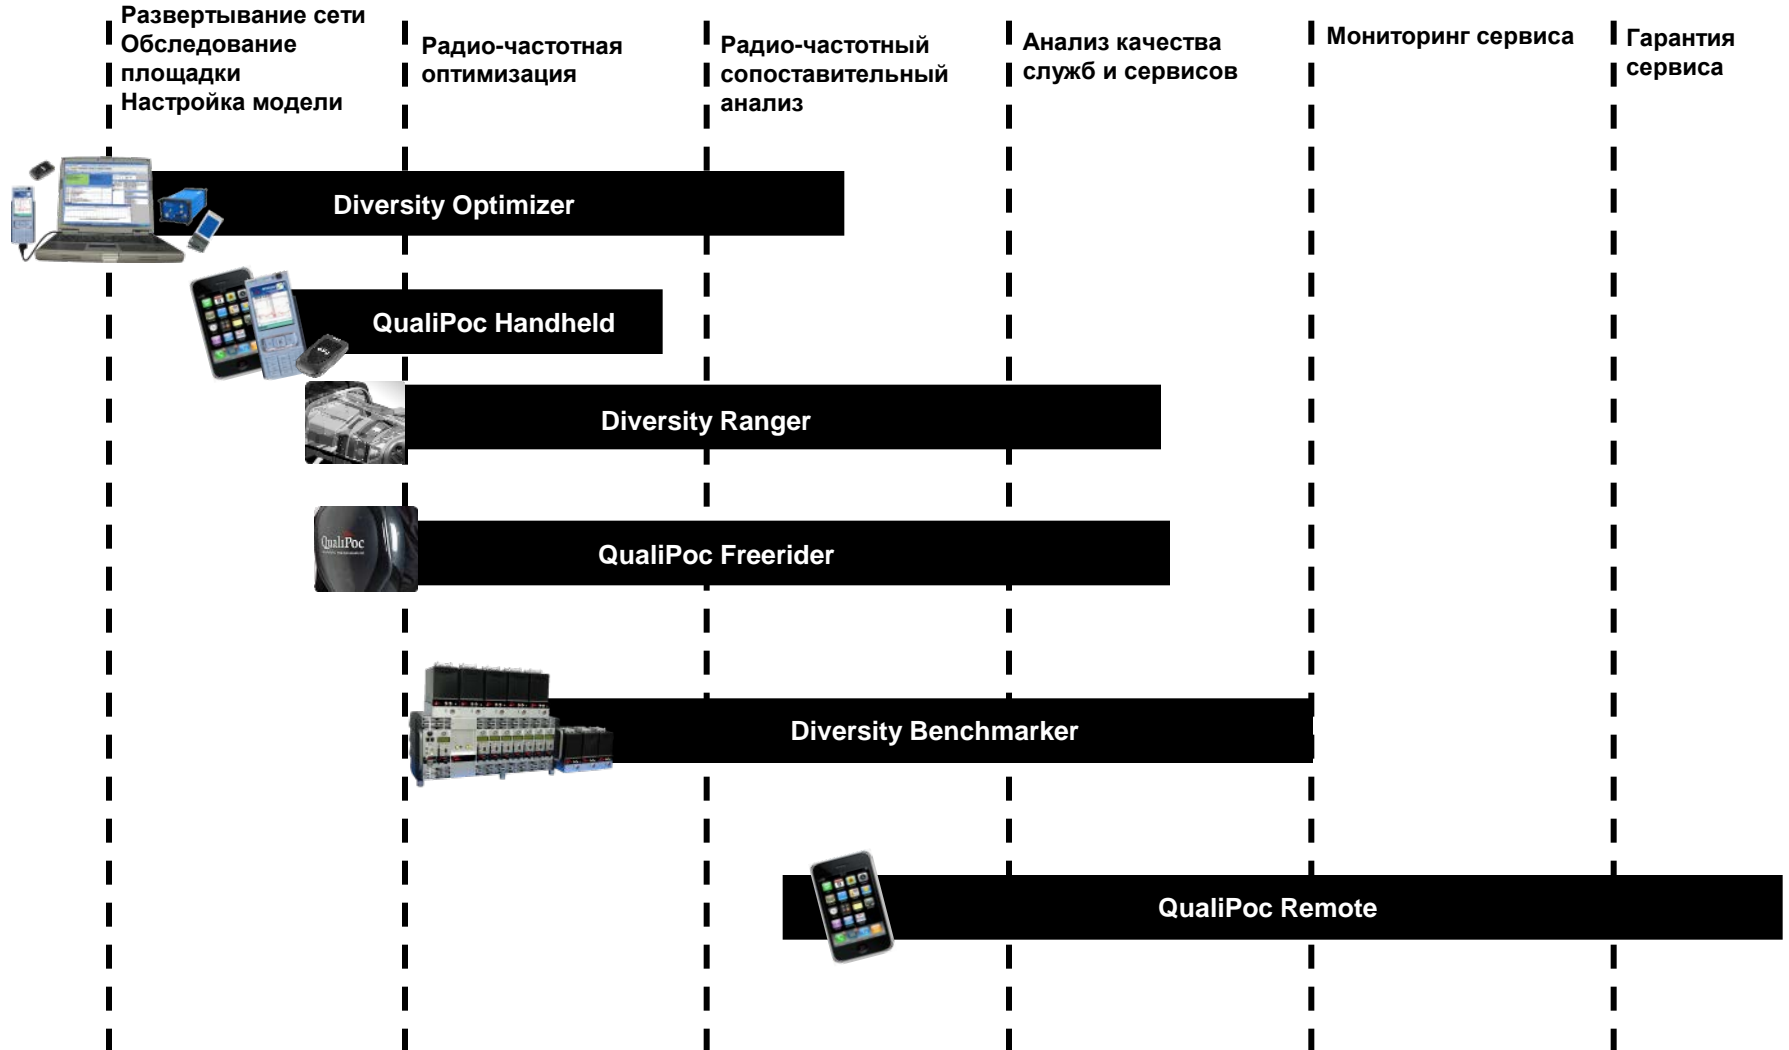 Развертывание сети
Обследование
площадки
Настройка модели
Радио-частотная
оптимизация
Радио-частотный
сопоставительный
анализ
Анализ качества
служб и сервисов
Мониторинг сервиса
Гарантия
сервиса
Diversity Optimizer
QualiPoc Handheld
Diversity Ranger
QualiPoc
QualiPoc Freerider
Diversity Benchmarker
QualiPoc Remote